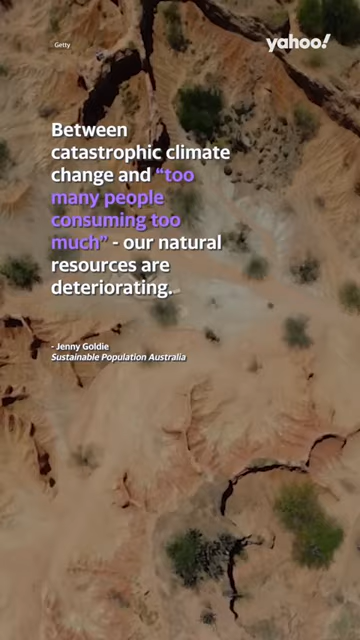 Getty
yahoo!
Between
catastrophic climate
change and “too
many people
consuming too
much” - our natural
resources are
deteriorating.
- Jenny Goldie
Sustainable Population Australia